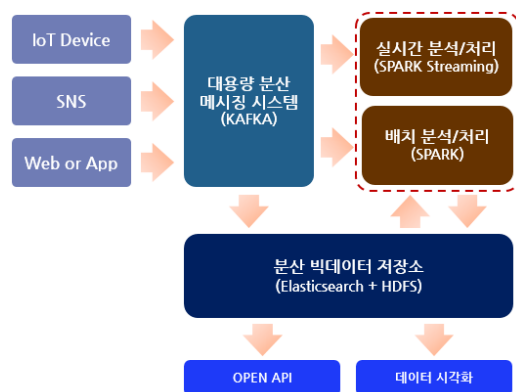 IoT Device
SNS
Web or App
대용량 분산
메시징 시스템
(KAFKA)
실시간 분석/처리
(SPARK Streaming)
배치 분석/처리
(SPARK)
분산 빅데이터 저장소
(Elasticsearch + HDFS)
OPEN API
데이터 시각화